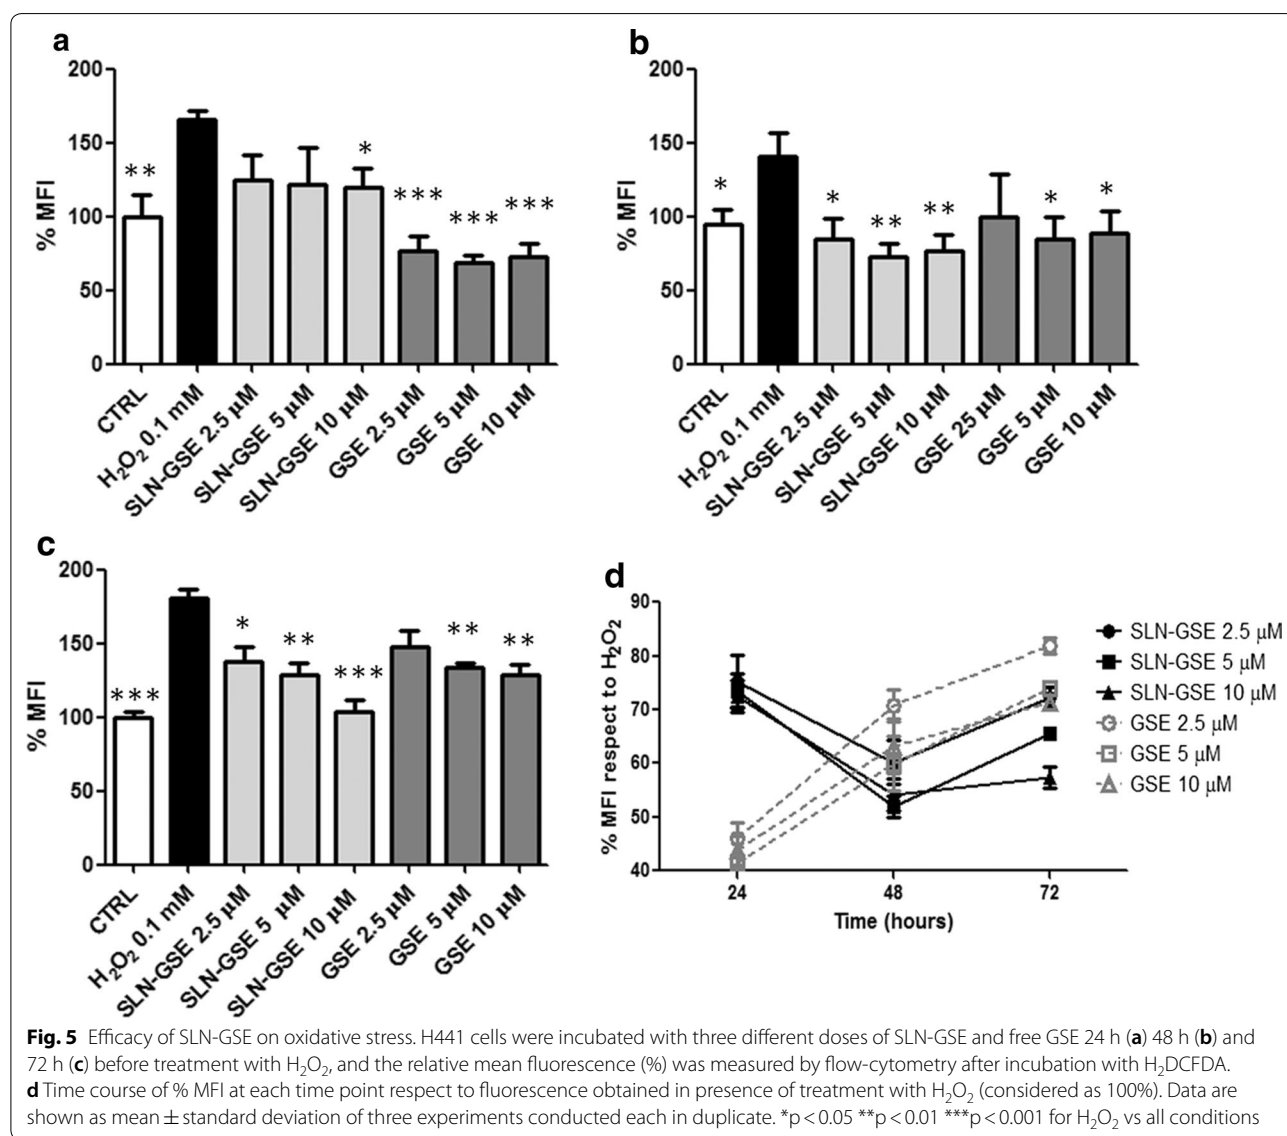 a
200
150
100
50
0
% MFI
**
*
***
***
***
CTRL
H₂O₂ 0.1 mM
SLN-GSE 2.5 µM
SLN-GSE 5 µM
SLN-GSE 10 µM
GSE 2.5 µM
GSE 5 µM
GSE 10 µM
b
200
150
100
50
0
% MFI
*
*
**
**
*
*
CTRL
H₂O₂ 0.1 mM
SLN-GSE 2.5 µM
SLN-GSE 5 µM
SLN-GSE 10 µM
GSE 25 µM
GSE 5 µM
GSE 10 µM
c
200
150
100
50
0
% MFI
***
*
**
***
**
**
CTRL
H₂O₂ 0.1 mM
SLN-GSE 2.5 µM
SLN-GSE 5 µM
SLN-GSE 10 µM
GSE 2.5 µM
GSE 5 µM
GSE 10 µM
d
90
80
70
60
50
40
% MFI respect to H₂O₂
24
48
72
Time (hours)
SLN-GSE 2.5 µM
SLN-GSE 5 µM
SLN-GSE 10 µM
GSE 2.5 µM
GSE 5 µM
GSE 10 µM
Fig. 5 Efficacy of SLN-GSE on oxidative stress. H441 cells were incubated with three different doses of SLN-GSE and free GSE 24 h (a) 48 h (b) and
72 h (c) before treatment with H₂O₂, and the relative mean fluorescence (%) was measured by flow-cytometry after incubation with H₂DCFDA.
d Time course of % MFI at each time point respect to fluorescence obtained in presence of treatment with H₂O₂ (considered as 100%). Data are
shown as mean ± standard deviation of three experiments conducted each in duplicate. *p < 0.05 **p < 0.01 ***p < 0.001 for H₂O₂ vs all conditions